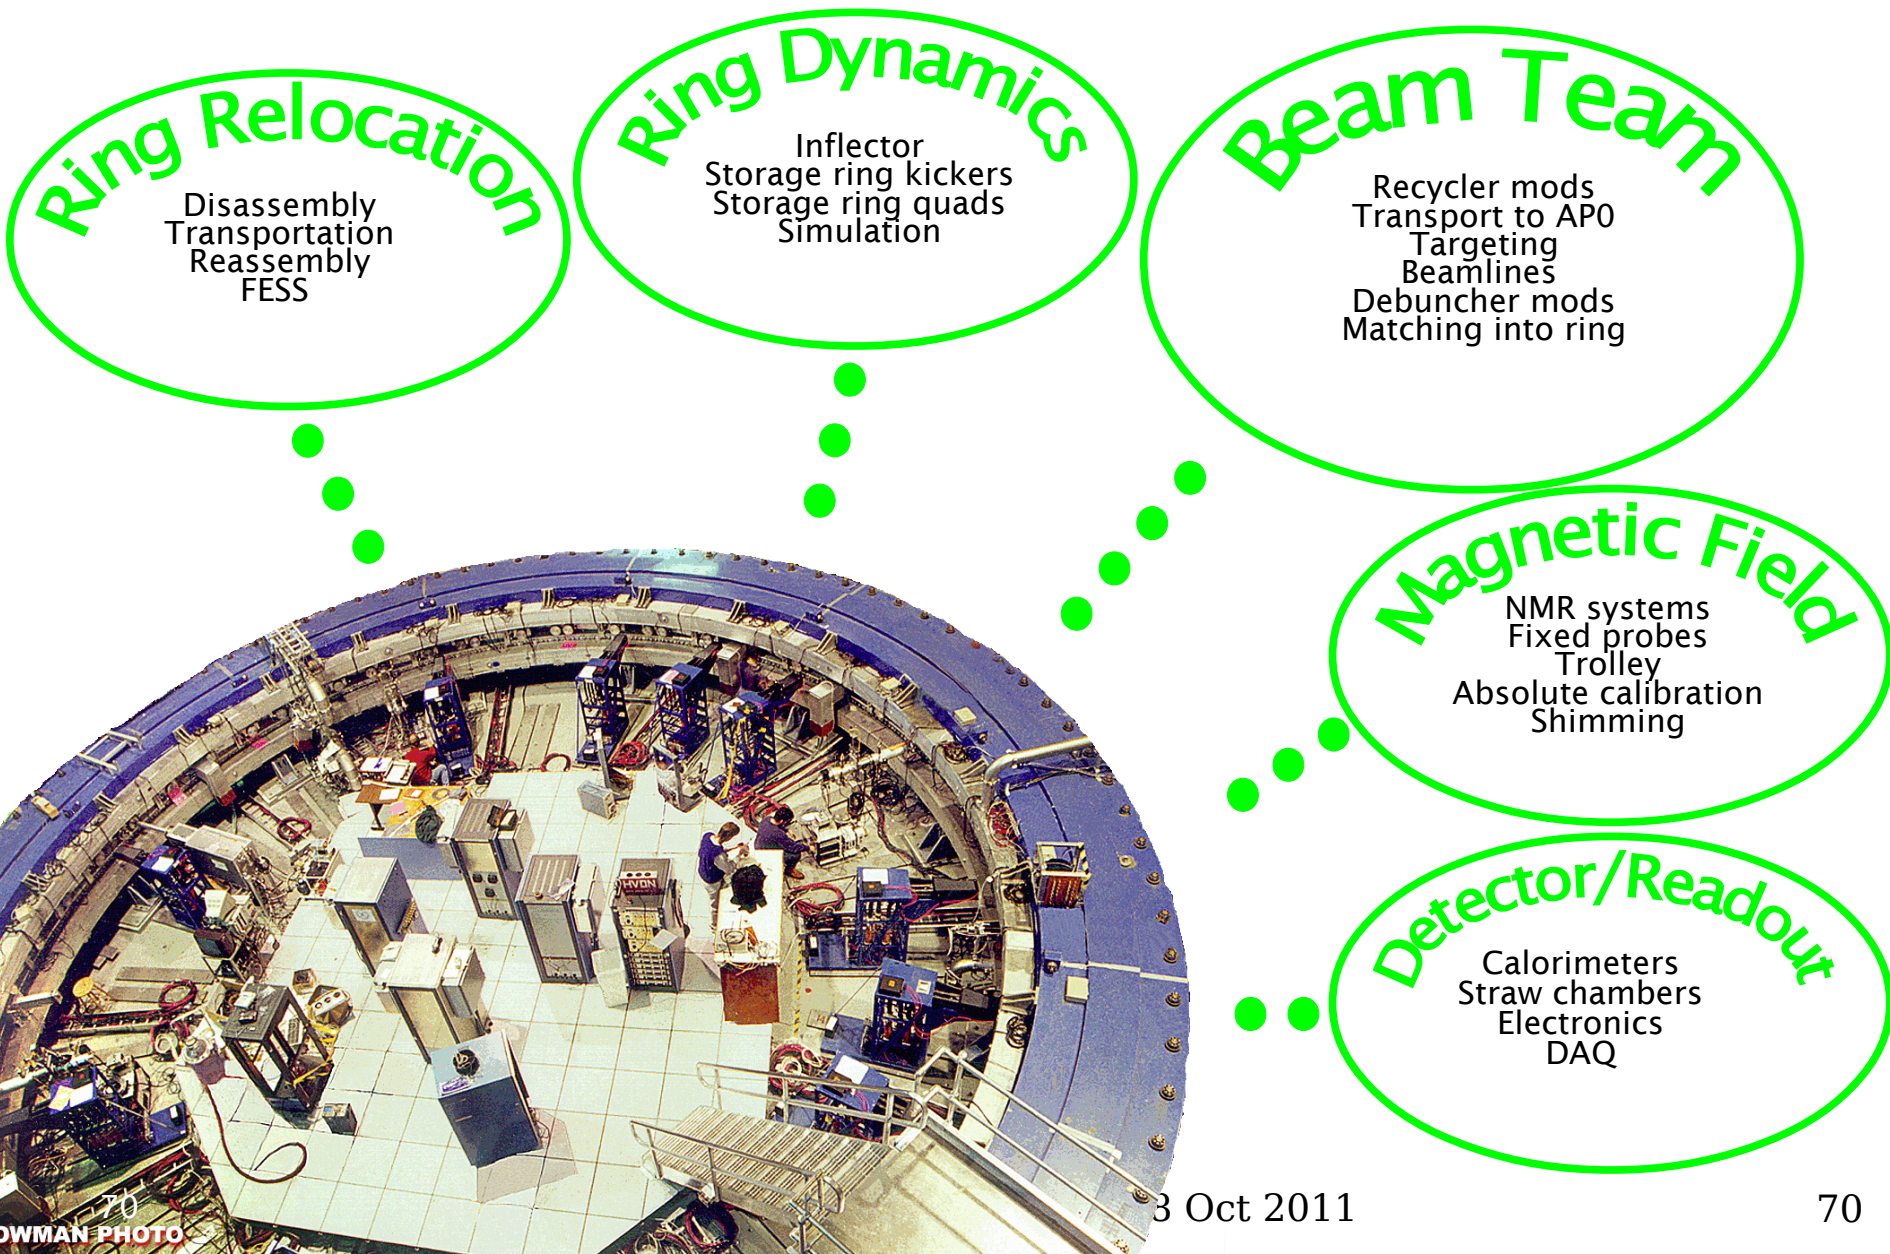 Ring Relocation
Disassembly
Transportation
Reassembly
FESS
Ring Dynamics
Inflector
Storage ring kickers
Storage ring quads
Simulation
Beam Team
Recycler mods
Transport to AP0
Targeting
Beamlines
Debuncher mods
Matching into ring
Magnetic Field
NMR systems
Fixed probes
Trolley
Absolute calibration
Shimming
Detector/Readout
Calorimeters
Straw chambers
Electronics
DAQ
HVDN
70
OWMAN PHOTO
3 Oct 2011
70